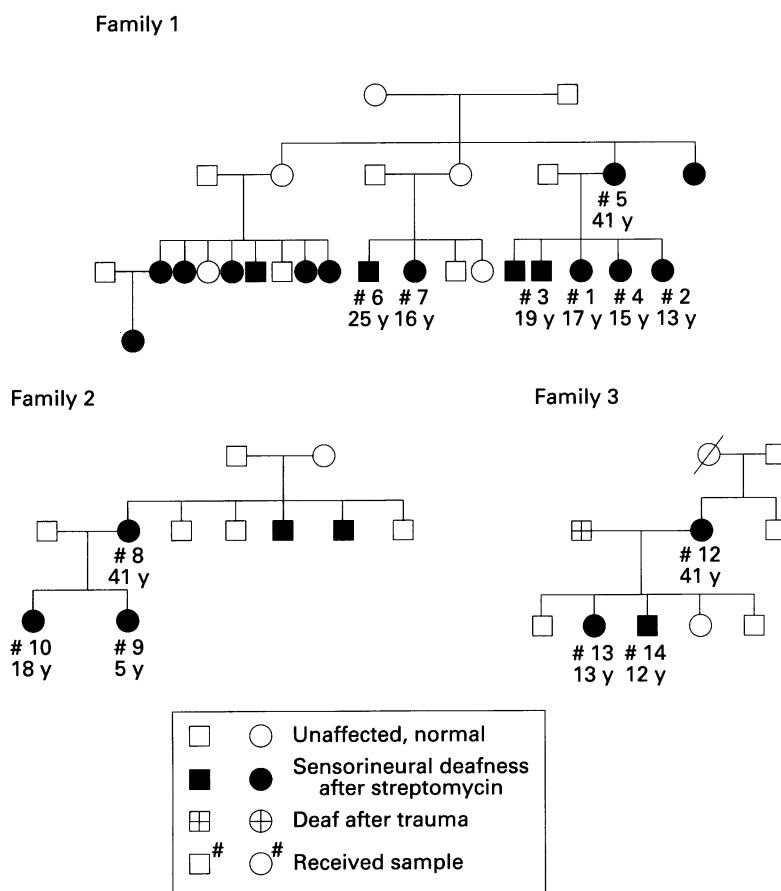 Family 1
# 5
41 y
# 6 # 7 # 3 # 1 # 4 # 2
25 y 16 y 19 y 17 y 15 y 13 y
Family 2
Family 3
# 8
41 y
# 12
41 y
# 10 # 9
18 y 5 y
# 13 # 14
13 y 12 y
Unaffected, normal
Sensorineural deafness
after streptomycin
Deaf after trauma
# # Received sample